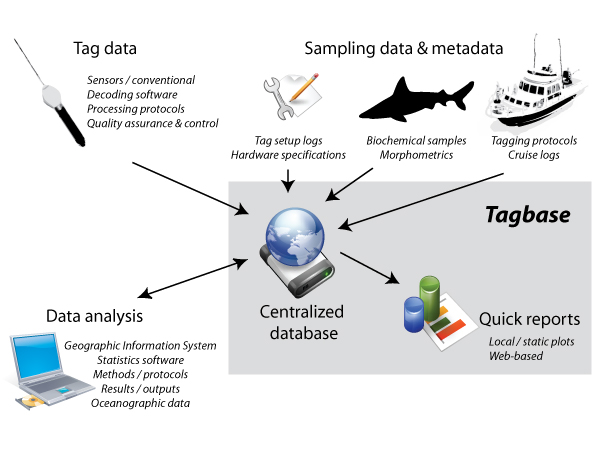 Tag data
Sensors / conventional
Decoding software
Processing protocols
Quality assurance & control
Sampling data & metadata
Tag setup logs
Hardware specifications
Biochemical samples
Morphometrics
Tagging protocols
Cruise logs
Tagbase
Centralized
database
Quick reports
Local / static plots
Web-based
Data analysis
Geographic Information System
Statistics software
Methods / protocols
Results / outputs
Oceanographic data